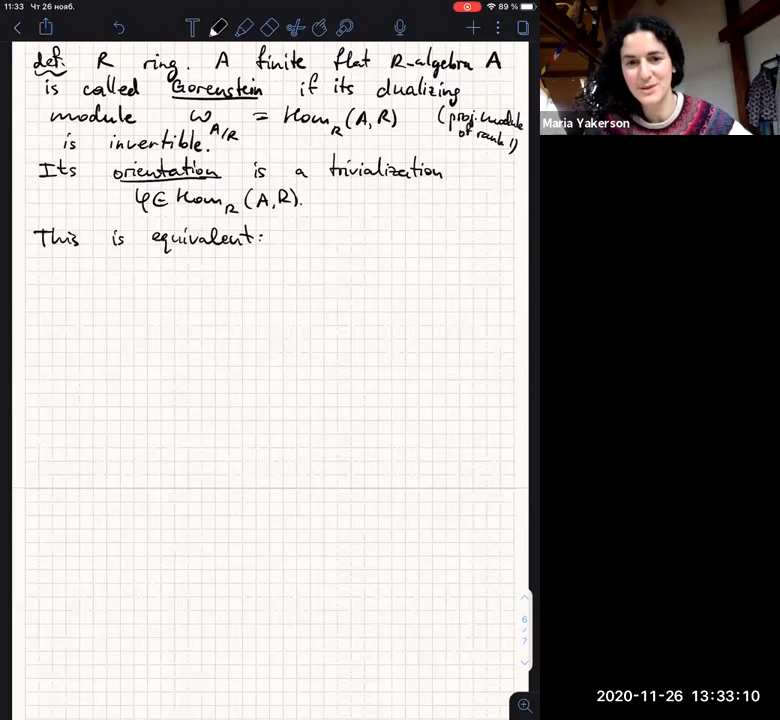 11:33 Чт 26 нояб.
89 %
def. R ring. A finite flat R-algebra A
is called Gorenstein if its dualizing
module ω_{A/R} = Hom_R (A, R) (proj. module of rank 1)
is invertible.
Its orientation is a trivialization
φ ∈ Hom_R (A, R).
This is equivalent:
6
/
7
Maria Yakerson
2020-11-26 13:33:10